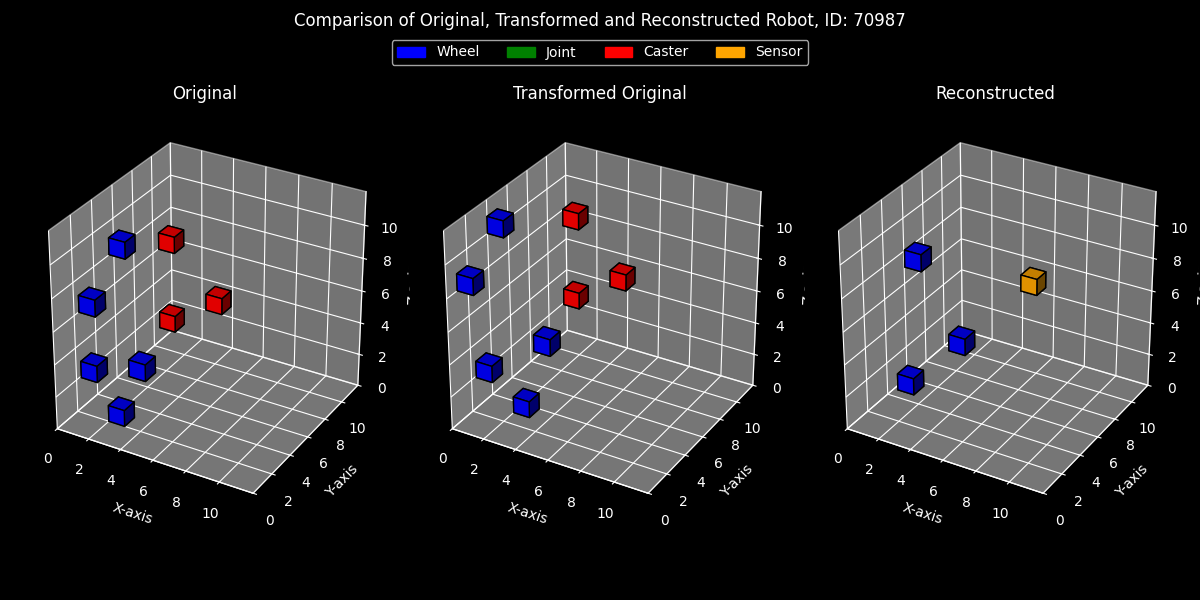 Comparison of Original, Transformed and Reconstructed Robot, ID: 70987
Wheel Joint Caster Sensor
Original Transformed Original Reconstructed
10 10 10
8 8 8
6 6 6
4 4 4
2 2 2
0 0 0
0 2 4 6 8 10 0 2 4 6 8 10 0 2 4 6 8 10
0 2 4 6 8 10 0 2 4 6 8 10 0 2 4 6 8 10
X-axis Y-axis X-axis Y-axis X-axis Y-axis